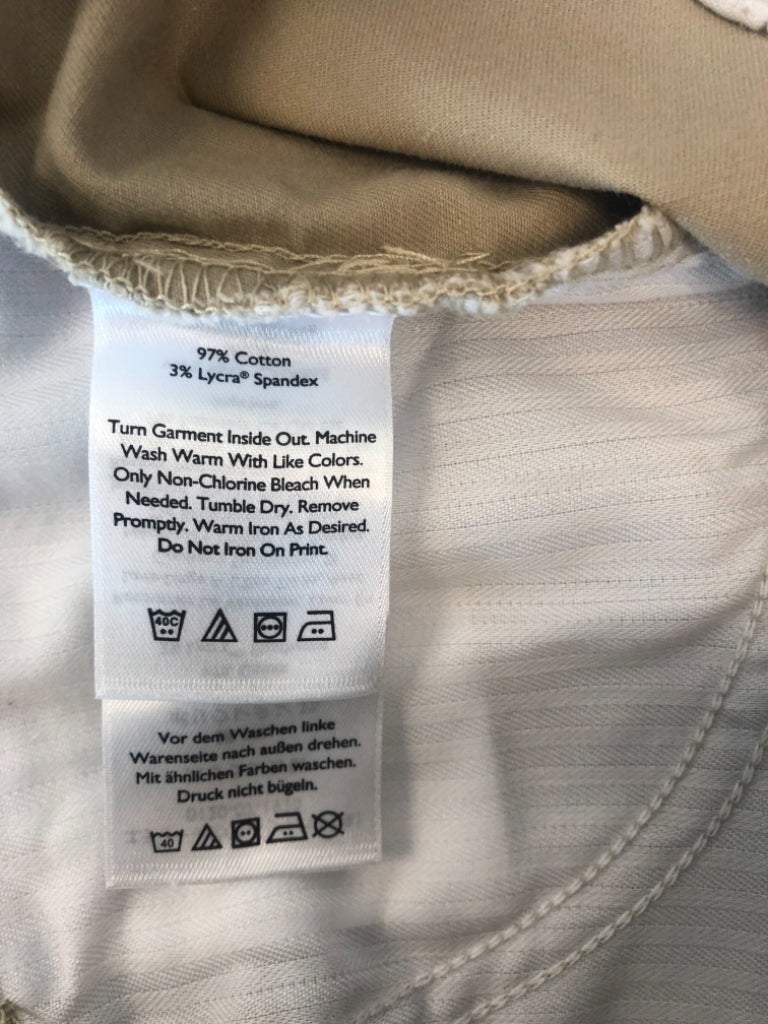 97% Cotton
3% Lycra® Spandex
Turn Garment Inside Out. Machine
Wash Warm With Like Colors.
Only Non-Chlorine Bleach When
Needed. Tumble Dry. Remove
Promptly. Warm Iron As Desired.
Do Not Iron On Print.
40C
Vor dem Waschen linke
Warenseite nach außen drehen.
Mit ähnlichen Farben waschen.
Druck nicht bügeln.
40